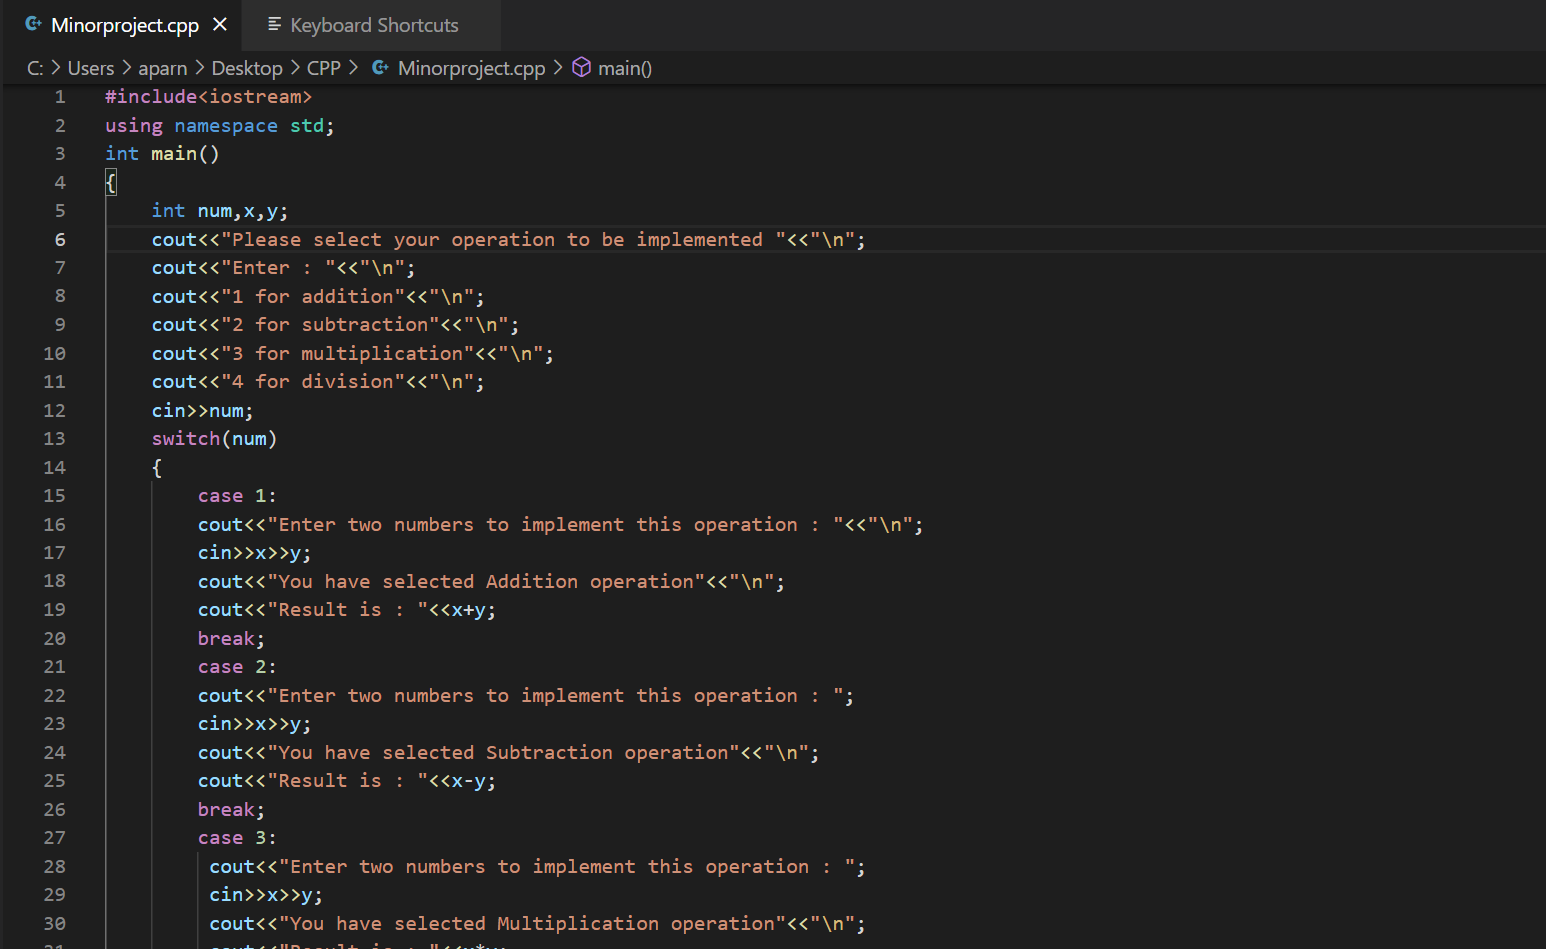 Minorproject.cpp
Keyboard Shortcuts
C: > Users > aparn > Desktop > CPP > Minorproject.cpp > main()
1 #include<iostream>
2 using namespace std;
3 int main()
4 {
5 int num,x,y;
6 cout<<"Please select your operation to be implemented "<<"\n";
7 cout<<"Enter : "<<"\n";
8 cout<<"1 for addition"<<"\n";
9 cout<<"2 for subtraction"<<"\n";
10 cout<<"3 for multiplication"<<"\n";
11 cout<<"4 for division"<<"\n";
12 cin>>num;
13 switch(num)
14 {
15 case 1:
16 cout<<"Enter two numbers to implement this operation : "<<"\n";
17 cin>>x>>y;
18 cout<<"You have selected Addition operation"<<"\n";
19 cout<<"Result is : "<<x+y;
20 break;
21 case 2:
22 cout<<"Enter two numbers to implement this operation : ";
23 cin>>x>>y;
24 cout<<"You have selected Subtraction operation"<<"\n";
25 cout<<"Result is : "<<x-y;
26 break;
27 case 3:
28 cout<<"Enter two numbers to implement this operation : ";
29 cin>>x>>y;
30 cout<<"You have selected Multiplication operation"<<"\n";
31 cout<<"Result is : "<<x*y;